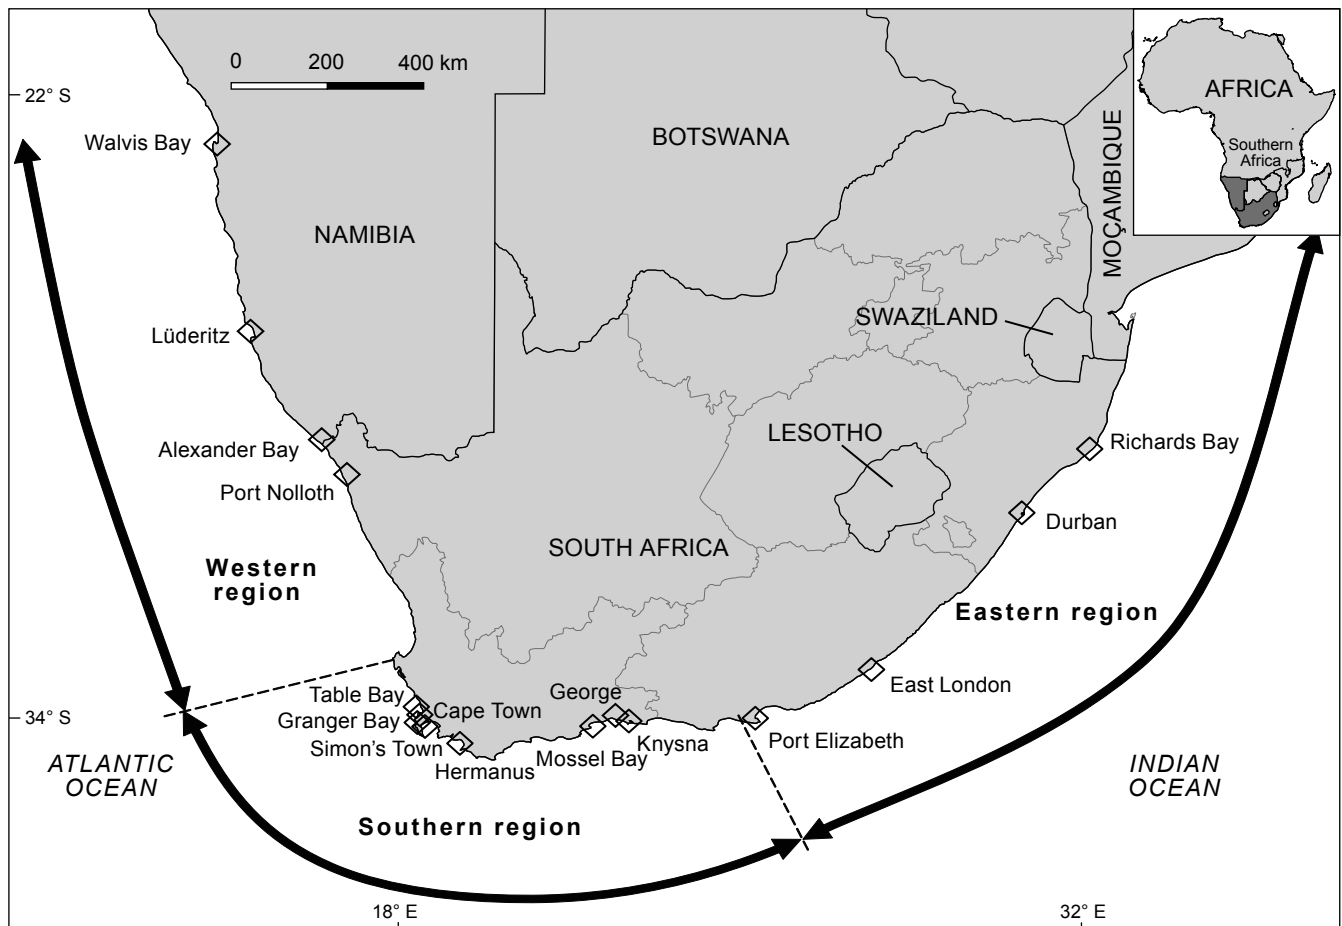 0 200 400 km
22° S
AFRICA
Walvis Bay
BOTSWANA
MOÇAMBIQUE
Southern
Africa
NAMIBIA
SWAZILAND
Lüderitz
LESOTHO
Alexander Bay
Richards Bay
Port Nolloth
Durban
SOUTH AFRICA
Western
region
Eastern region
Table Bay
George
East London
34° S
Granger Bay
Cape Town
Simon's Town
Knysna
Port Elizabeth
Hermanus
Mossel Bay
ATLANTIC
OCEAN
INDIAN
OCEAN
Southern region
18° E
32° E